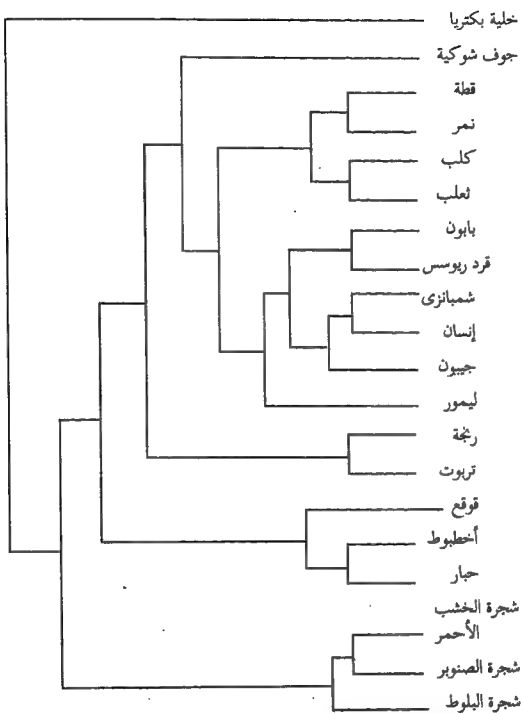 خلية بكتريا
جوف شوكية
قطة
نمر
كلب
ثعلب
بابون
قرد ريوسس
شمبانزى
إنسان
جيبون
ليمور
رنجة
تربوت
قوقع
أخطبوط
حبار
شجرة الخشب
الأحمر
شجرة الصنوبر
شجرة البلوط